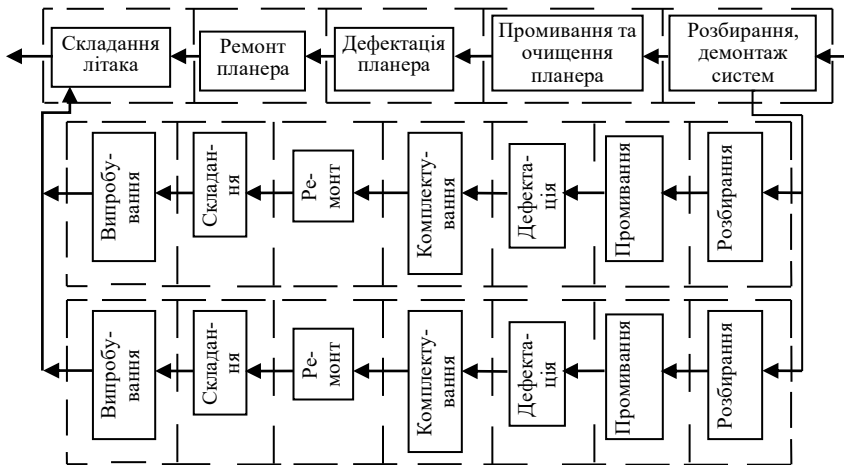 Складання
літака
Ремонт
планера
Дефектація
планера
Промивання та
очищення
планера
Розбирання,
демонтаж
систем
Випробу-
вання
Складан-
ня
Ре-
монт
Комплекту-
вання
Дефекта-
ція
Промивання
Розбирання
Випробу-
вання
Складан-
ня
Ре-
монт
Комплекту-
вання
Дефекта-
ція
Промивання
Розбирання